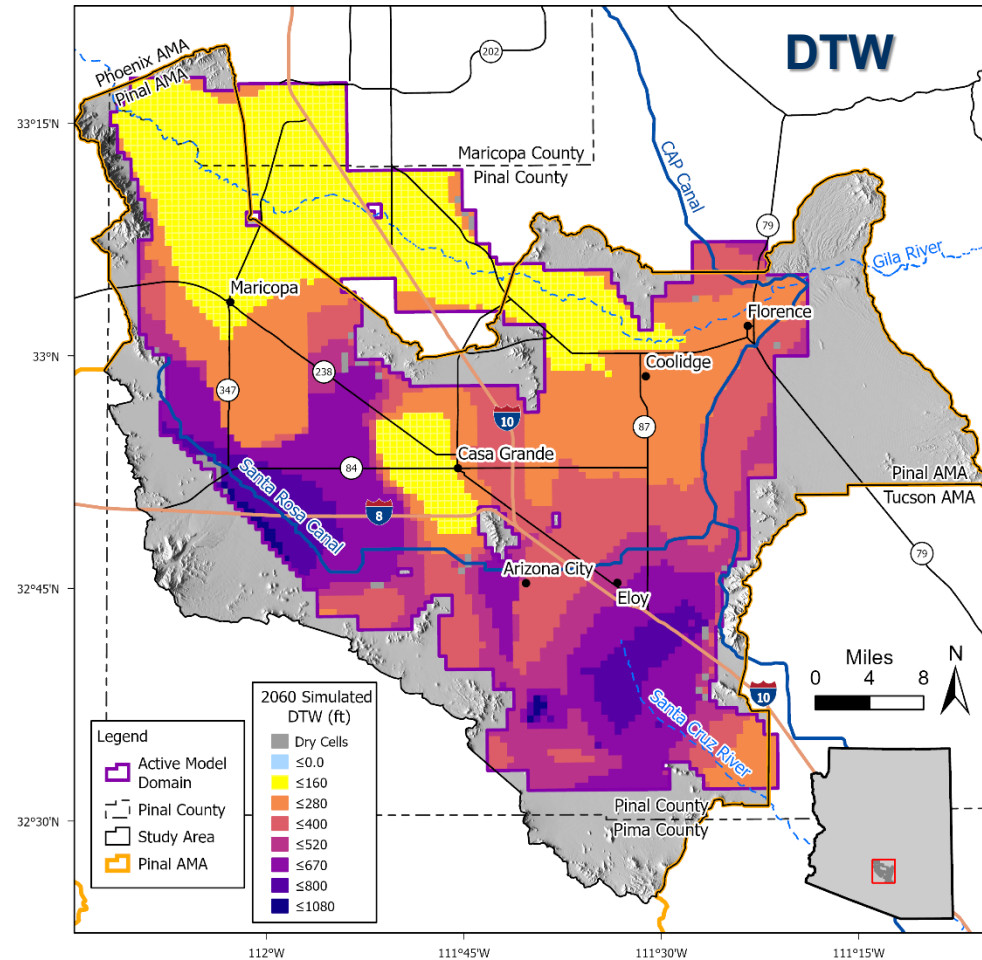 DTW
202
Phoenix AMA
Pinal AMA
33°15'N
Maricopa County
Pinal County
CAP Canal
79
Gila River
Maricopa
Florence
33°N
Coolidge
238
347
10
87
Casa Grande
84
Pinal AMA
Tucson AMA
Santa Rosa Canal
8
79
Arizona City
32°45'N
Eloy
Miles
N
0 4 8
10
Santa Cruz River
2060 Simulated
DTW (ft)
Dry Cells
≤0.0
≤160
≤280
≤400
≤520
≤670
≤800
≤1080
Legend
Active Model
Domain
Pinal County
Study Area
Pinal AMA
Pinal County
Pima County
32°30'N
112°W
111°45'W
111°30'W
111°15'W